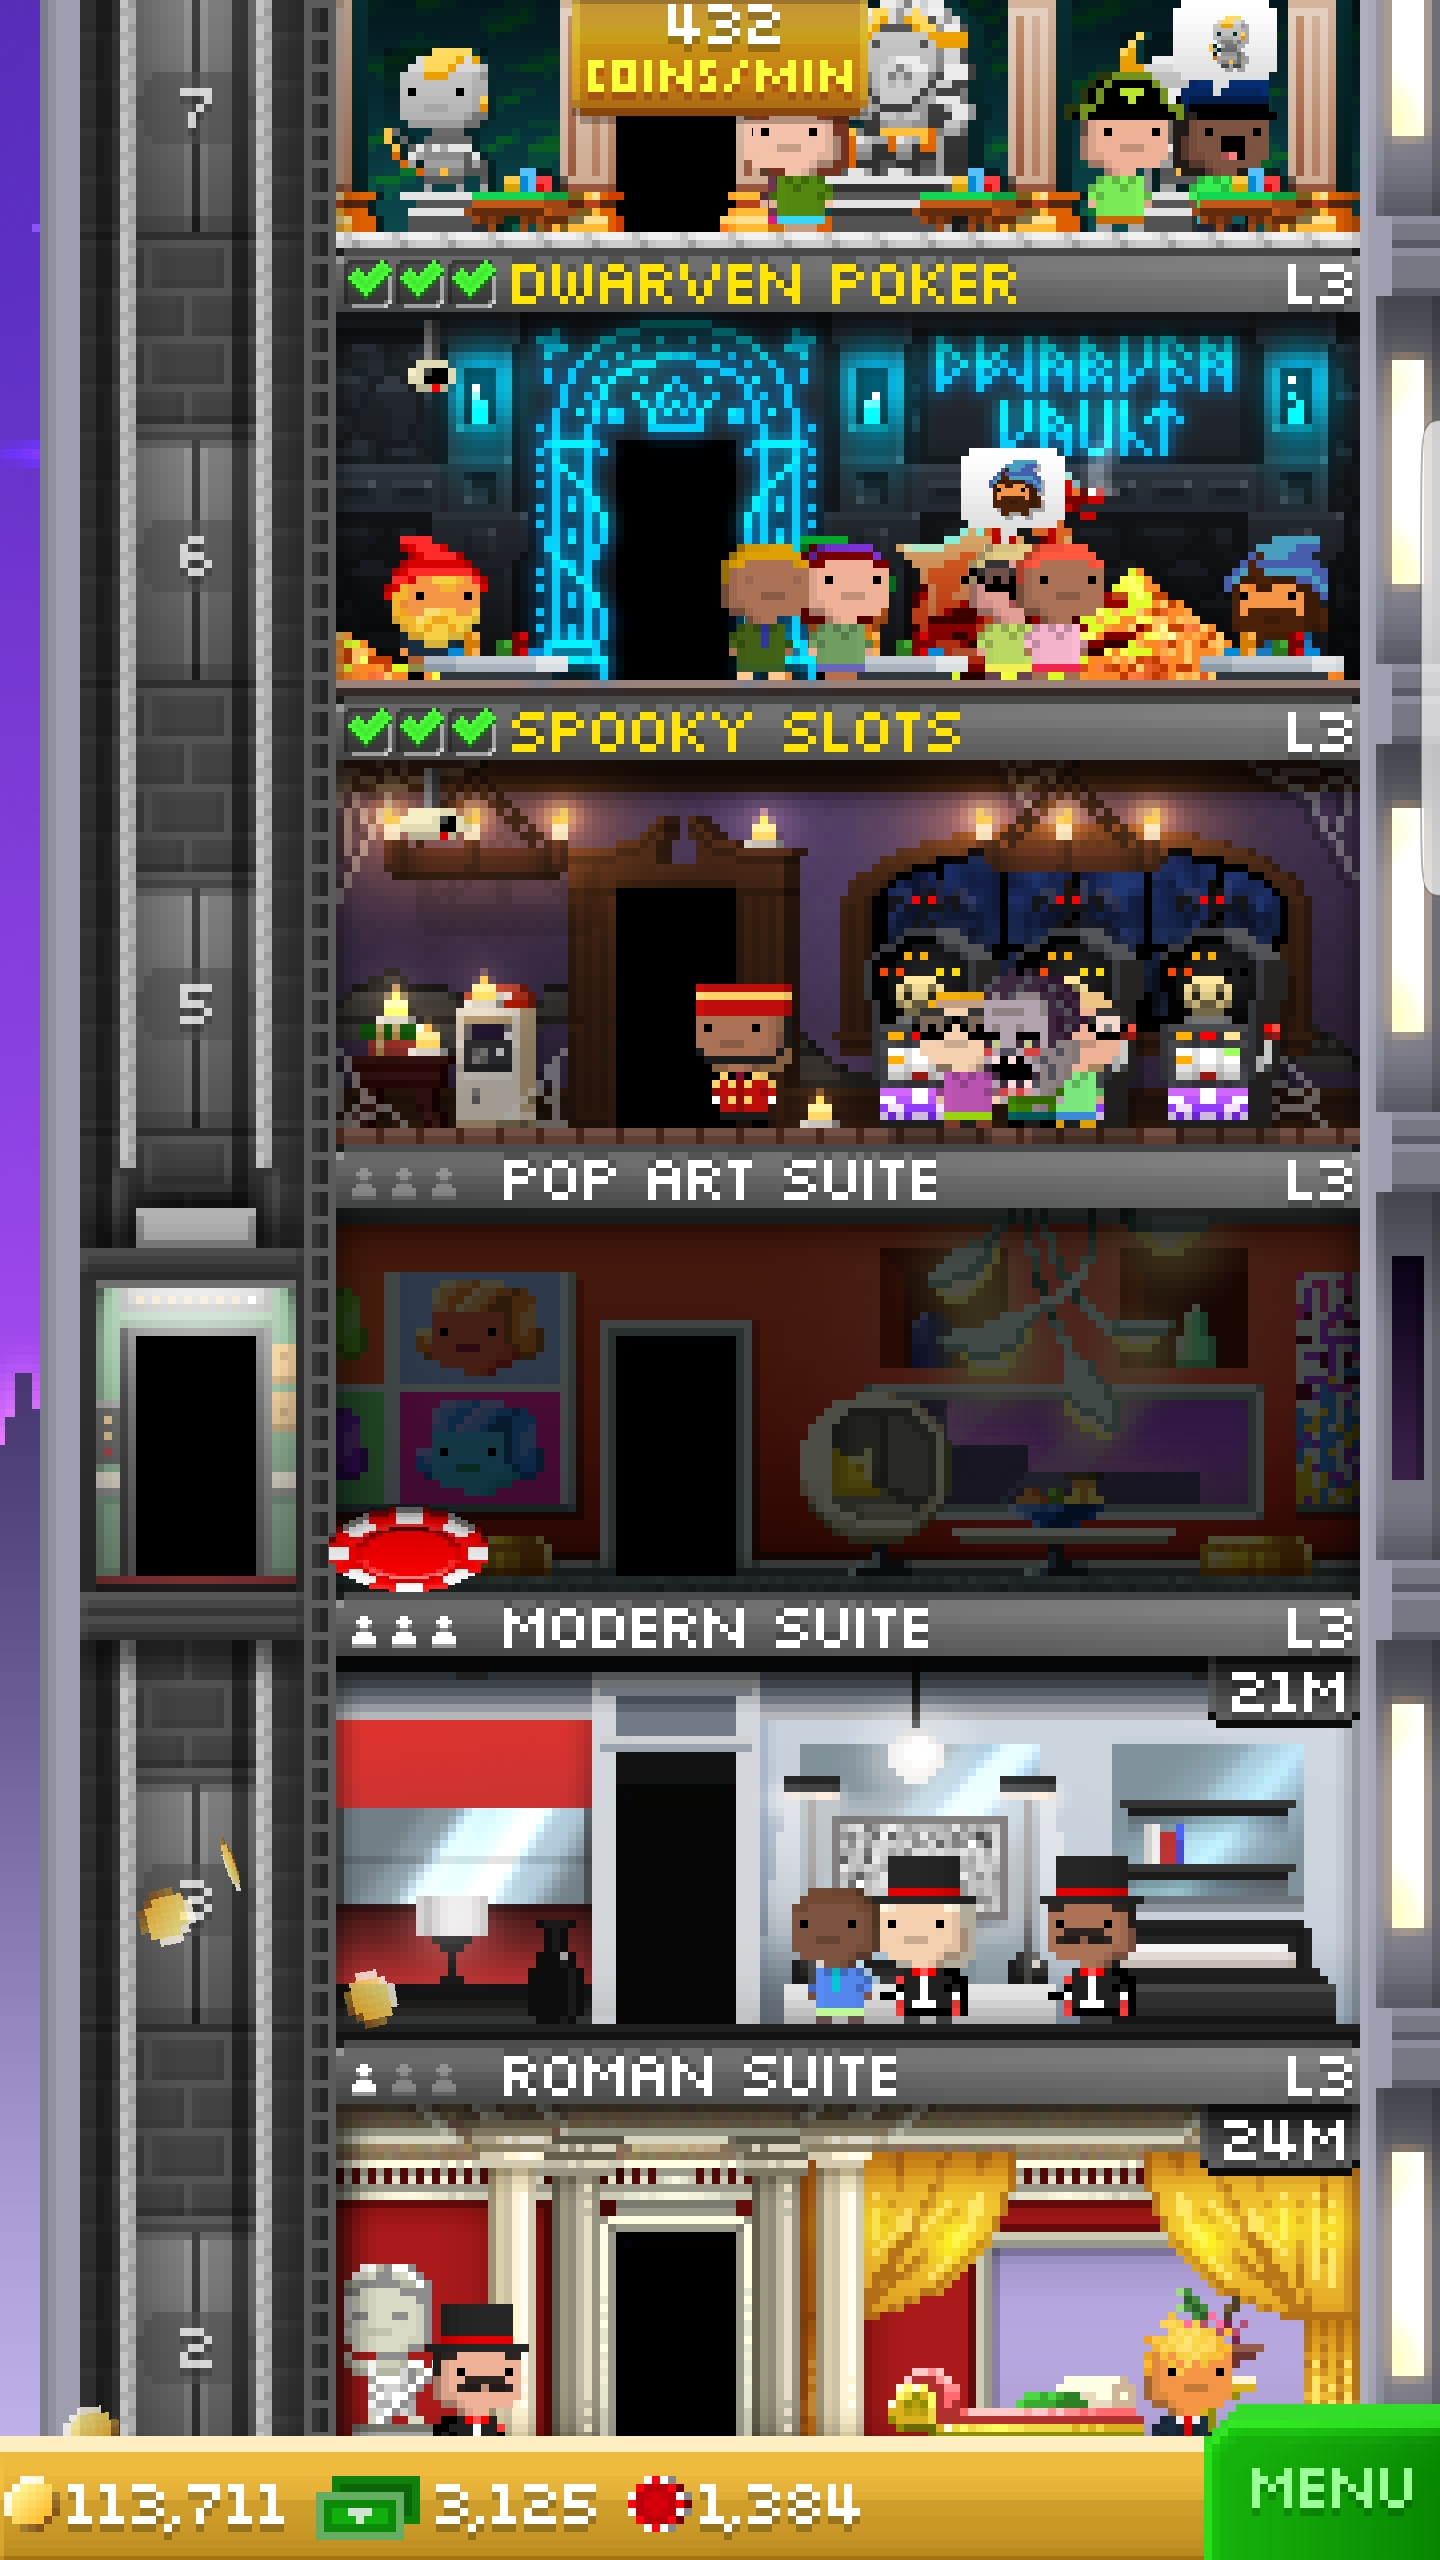 432
COINS/MIN
7
DWARVEN POKER L3
DWARVEN
VAULT
6
SPOOKY SLOTS L3
5
POP ART SUITE L3
MODERN SUITE L3
21M
3
ROMAN SUITE L3
24M
2
113,711 3,125 1,384 MENU